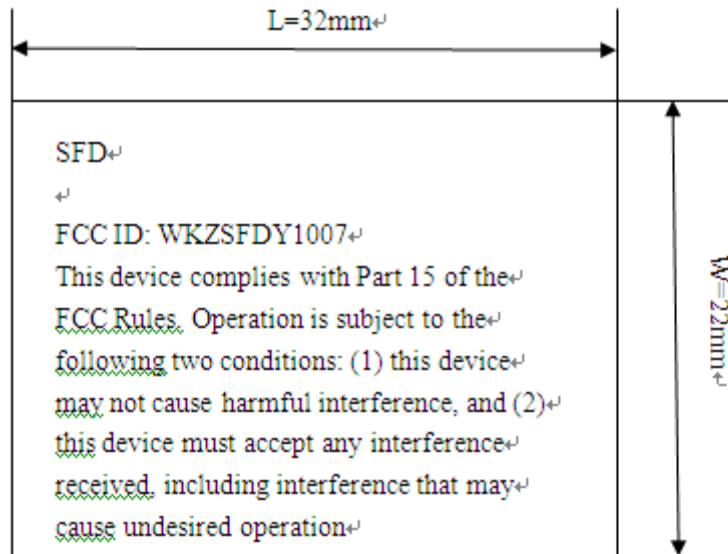 L=32mm
SFD
FCC ID: WKZSFDY1007
This device complies with Part 15 of the
FCC Rules. Operation is subject to the
following two conditions: (1) this device
may not cause harmful interference, and (2)
this device must accept any interference
received, including interference that may
cause undesired operation
W=22mm